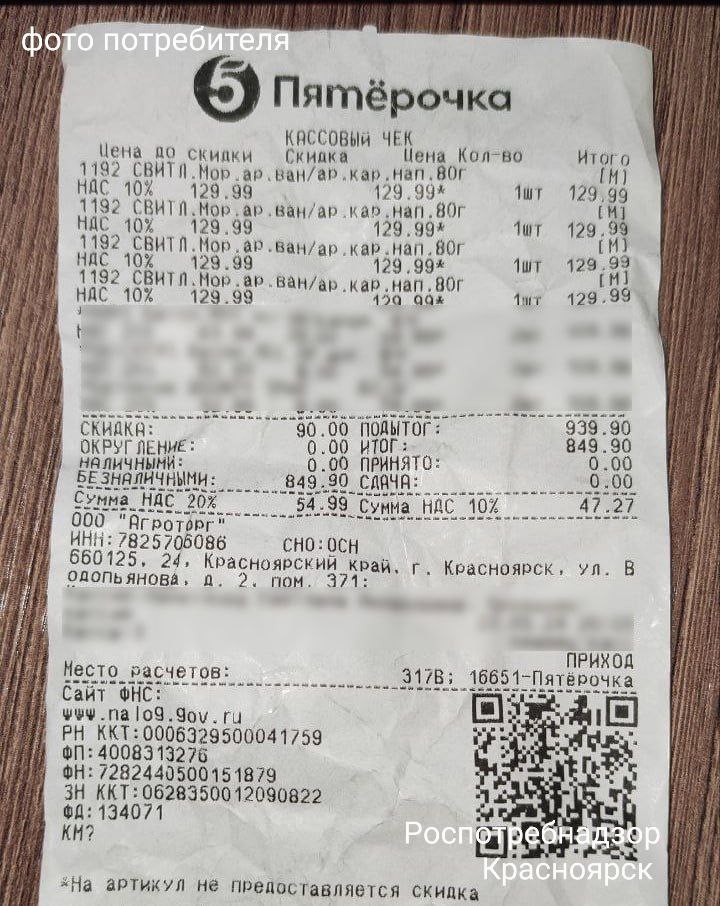 фото потребителя
5 Пятёрочка
КАССОВЫЙ ЧЕК
Цена до скидки Скидка Цена Кол-во Итого
1192 СВИТЛ.Мор.ар.ван/ар.кар.нап.80г [М]
НДС 10% 129.99 129.99* 1шт 129.99
1192 СВИТЛ.Мор.ар.ван/ар.кар.нап.80г [М]
НДС 10% 129.99 129.99* 1шт 129.99
1192 СВИТЛ.Мор.ар.ван/ар.кар.нап.80г [М]
НДС 10% 129.99 129.99* 1шт 129.99
1192 СВИТЛ.Мор.ар.ван/ар.кар.нап.80г [М]
НДС 10% 129.99 129.99* 1шт 129.99
СКИДКА: 90.00 ПОДЫТОГ: 939.90
ОКРУГЛЕНИЕ: 0.00 ИТОГ: 849.90
НАЛИЧНЫМИ: 0.00 ПРИНЯТО: 0.00
БЕЗНАЛИЧНЫМИ: 849.90 СДАЧА: 0.00
Сумма НДС 20% 54.99 Сумма НДС 10% 47.27
ООО "Агроторг"
ИНН:7825706086 СНО:ОСН
660125, 24, Красноярский край, г. Красноярск, ул. В
одопьянова, д. 2, пом. 371:
ПРИХОД
Место расчетов: 317В; 16651-Пятёрочка
Сайт ФНС:
www.nalog.gov.ru
РН ККТ:0006329500041759
ФП:4008313276
ФН:7282440500151879
ЗН ККТ:0628350012090822
ФД:134071
КМ?
Роспотребнадзор
Красноярск
*На артикул не предоставляется скидка